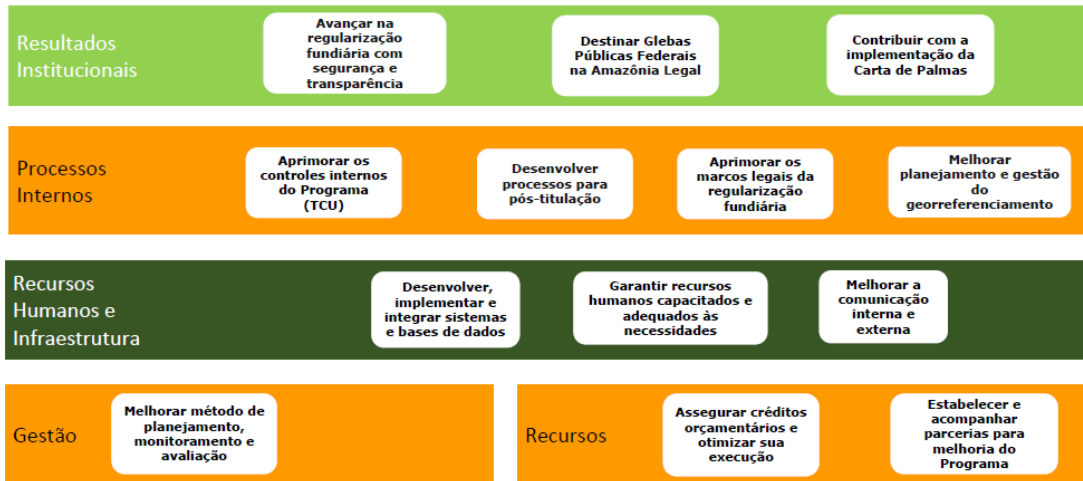 Resultados
Institucionais
Avançar na
regularização
fundiária com
segurança e
transparência
Destinar Glebas
Públicas Federais
na Amazônia Legal
Contribuir com a
implementação da
Carta de Palmas
Processos
Internos
Aprimorar os
controles internos
do Programa
(TCU)
Desenvolver
processos para
pós-titulação
Aprimorar os
marcos legais da
regularização
fundiária
Melhorar
planejamento e gestão
do
georreferenciamento
Recursos
Humanos e
Infraestrutura
Desenvolver,
implementar e
integrar sistemas
e bases de dados
Garantir recursos
humanos capacitados e
adequados às
necessidades
Melhorar a
comunicação
interna e
externa
Gestão
Melhorar método de
planejamento,
monitoramento e
avaliação
Recursos
Assegurar créditos
orçamentários e
otimizar sua
execução
Estabelecer e
acompanhar
parcerias para
melhoria do
Programa